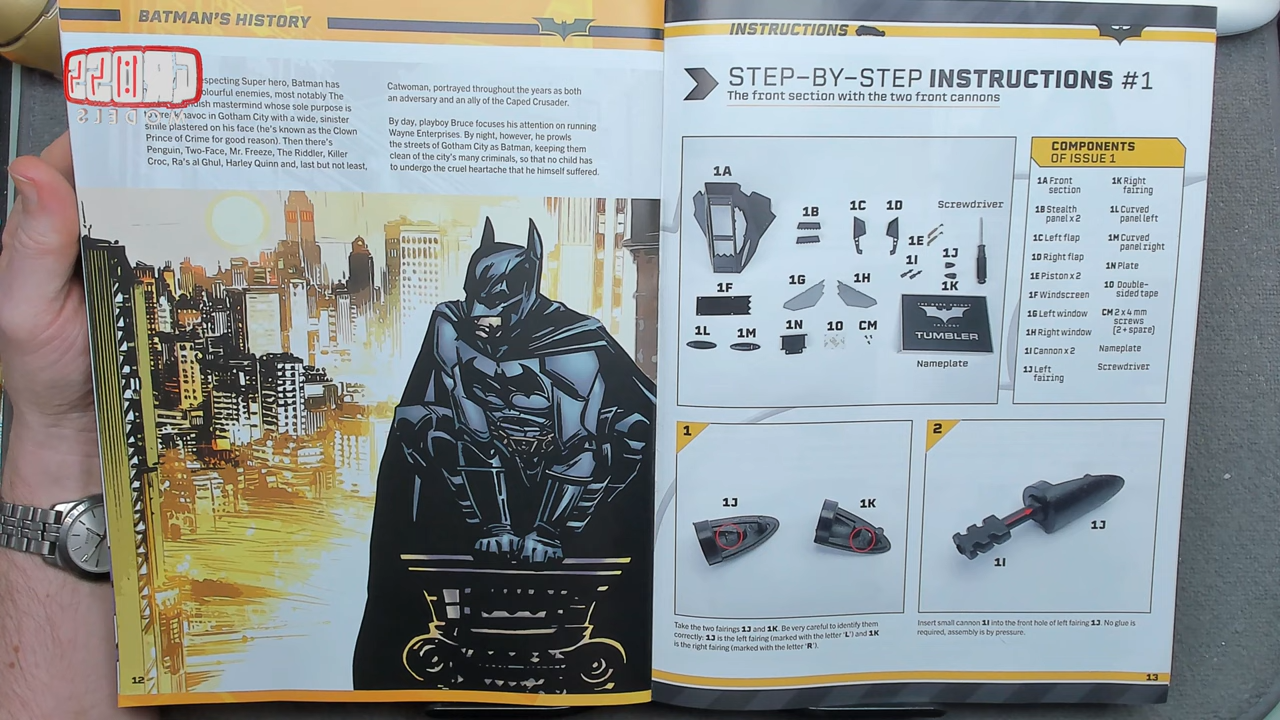 BATMAN'S HISTORY
CROSS
MODELS
especting Super hero, Batman has
olourful enemies, most notably The
ish mastermind whose sole purpose is
havoc in Gotham City with a wide, sinister
smile plastered on his face (he's known as the Clown
Prince of Crime for good reason). Then there's
Penguin, Two-Face, Mr. Freeze, The Riddler, Killer
Croc, Ra's al Ghul, Harley Quinn and, last but not least,
Catwoman, portrayed throughout the years as both
an adversary and an ally of the Caped Crusader.
By day, playboy Bruce focuses his attention on running
Wayne Enterprises. By night, however, he prowls
the streets of Gotham City as Batman, keeping them
clean of the city's many criminals, so that no child has
to undergo the cruel heartache that he himself suffered.
12
INSTRUCTIONS
STEP-BY-STEP INSTRUCTIONS #1
The front section with the two front cannons
1A
1B
1C
1D
Screwdriver
1E
1I
1J
1K
1F
1G
1H
1L
1M
1N
1O
CM
THE DARK KNIGHT
TRILOGY
TUMBLER
Nameplate
COMPONENTS
OF ISSUE 1
1A Front
section
1B Stealth
panel x 2
1C Left flap
1D Right flap
1E Piston x 2
1F Windscreen
1G Left window
1H Right window
1I Cannon x 2
1J Left
fairing
1K Right
fairing
1L Curved
panel left
1M Curved
panel right
1N Plate
1O Double-
sided tape
CM 2 x 4 mm
screws
(2 + spare)
Nameplate
Screwdriver
1
1J
1K
Take the two fairings 1J and 1K. Be very careful to identify them
correctly: 1J is the left fairing (marked with the letter 'L') and 1K
is the right fairing (marked with the letter 'R').
2
1J
1I
Insert small cannon 1I into the front hole of left fairing 1J. No glue is
required, assembly is by pressure.
13